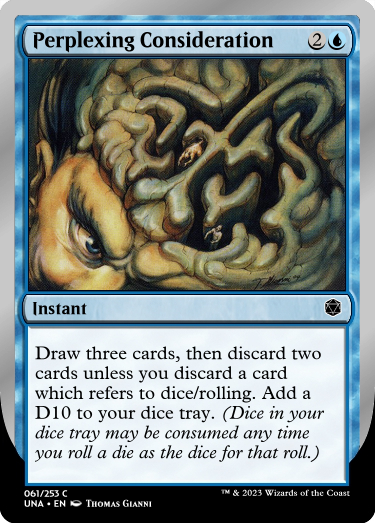 Perplexing Consideration 2
Instant
Draw three cards, then discard two
cards unless you discard a card
which refers to dice/rolling. Add a
D10 to your dice tray. (Dice in your
dice tray may be consumed any time
you roll a die as the dice for that roll.)
061/253 C
UNA • EN Thomas Gianni
™ & 2023 Wizards of the Coast